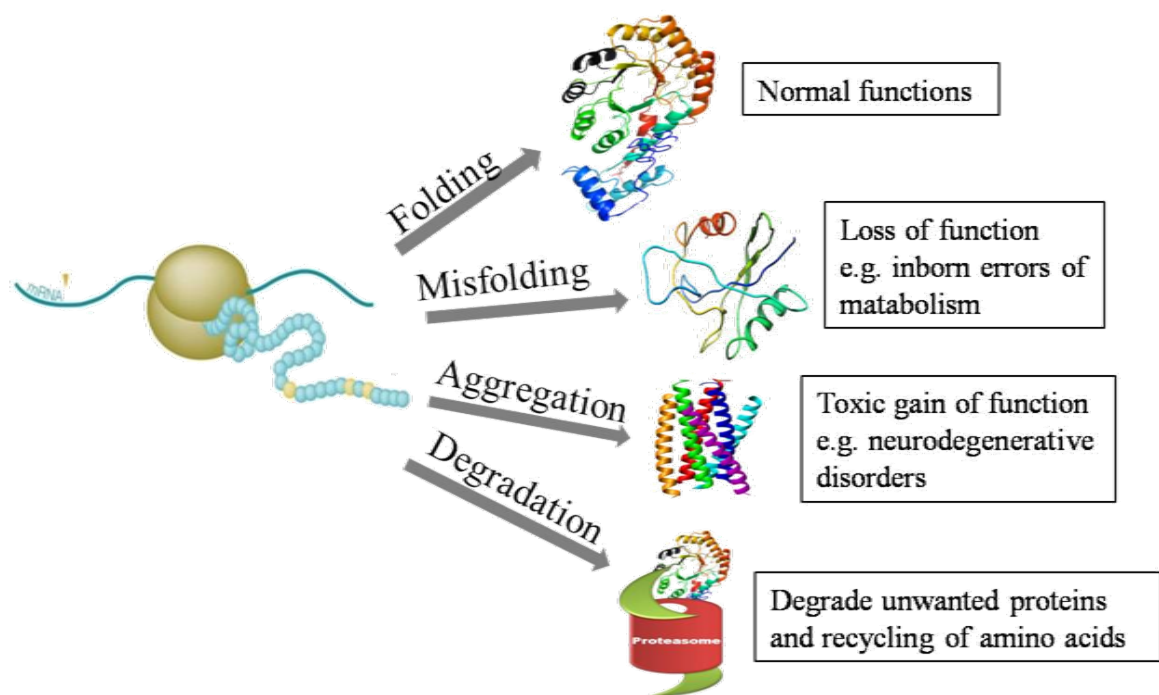 Folding
Normal functions
mRNA
Misfolding
Loss of function
e.g. inborn errors of
matabolism
Aggregation
Toxic gain of function
e.g. neurodegenerative
disorders
Degradation
Proteasome
Degrade unwanted proteins
and recycling of amino acids